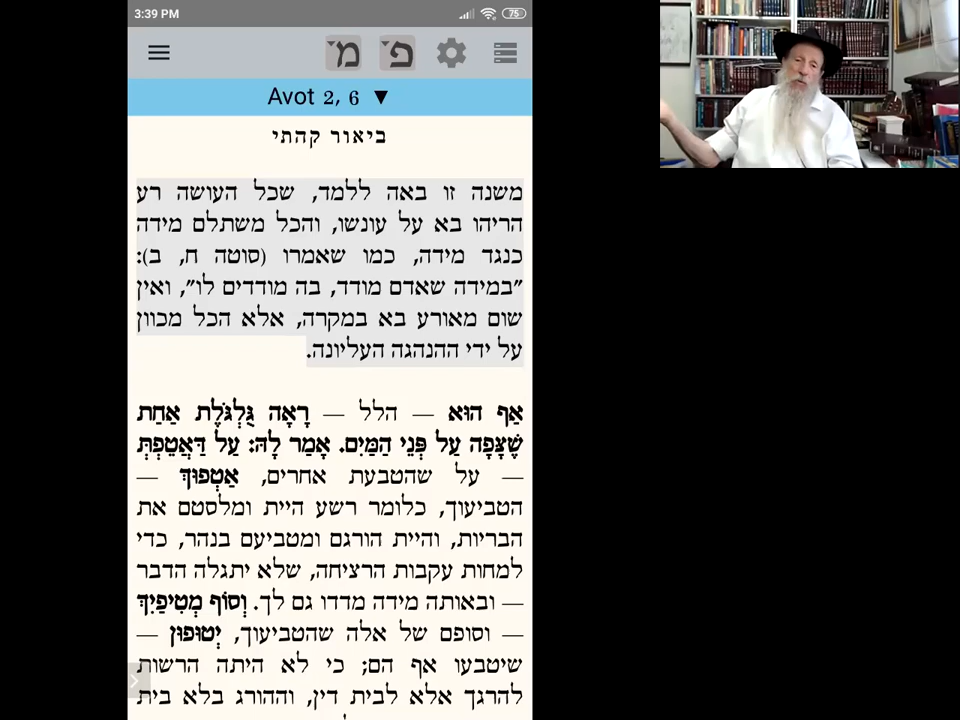 3:39 PM 75
מ׳ פ׳
Avot 2, 6 ▼
ביאור קהתי
משנה זו באה ללמד, שכל העושה רע
הריהו בא על עונשו, והכל משתלם מידה
כנגד מידה, כמו שאמרו (סוטה ח, ב):
"במידה שאדם מודד, בה מודדים לו", ואין
שום מאורע בא במקרה, אלא הכל מכוון
על ידי ההנהגה העליונה.
אַף הוּא — הלל — רָאָה גֻּלְגֹּלֶת אַחַת
שֶׁצָּפָה עַל פְּנֵי הַמַּיִם. אָמַר לָהּ: עַל דַּאֲטֵפְתְּ
— על שהטבעת אחרים, אַטְפוּךְ —
הטביעוך, כלומר רשע היית ומלסטם את
הבריות, והיית הורגם ומטביעם בנהר, כדי
למחות עקבות הרציחה, שלא יתגלה הדבר
— ובאותה מידה מדדו גם לך. וְסוֹף מְטִיפַיִךְ
— וסופם של אלה שהטביעוך, יְטוּפוּן —
שיטבעו אף הם; כי לא היתה הרשות
להרגך אלא לבית דין, וההורג בלא בית